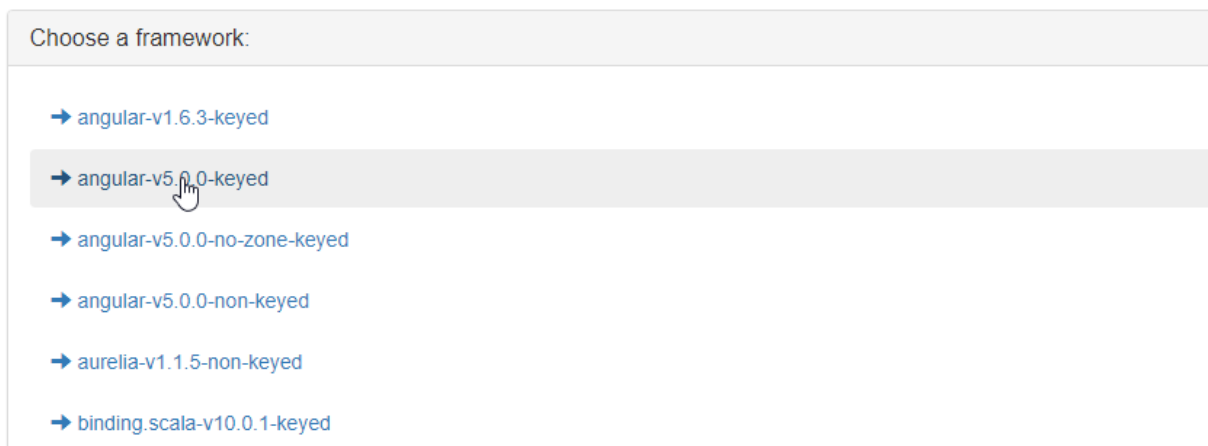 Choose a framework:
angular-v1.6.3-keyed
angular-v5.0.0-keyed
angular-v5.0.0-no-zone-keyed
angular-v5.0.0-non-keyed
aurelia-v1.1.5-non-keyed
binding.scala-v10.0.1-keyed